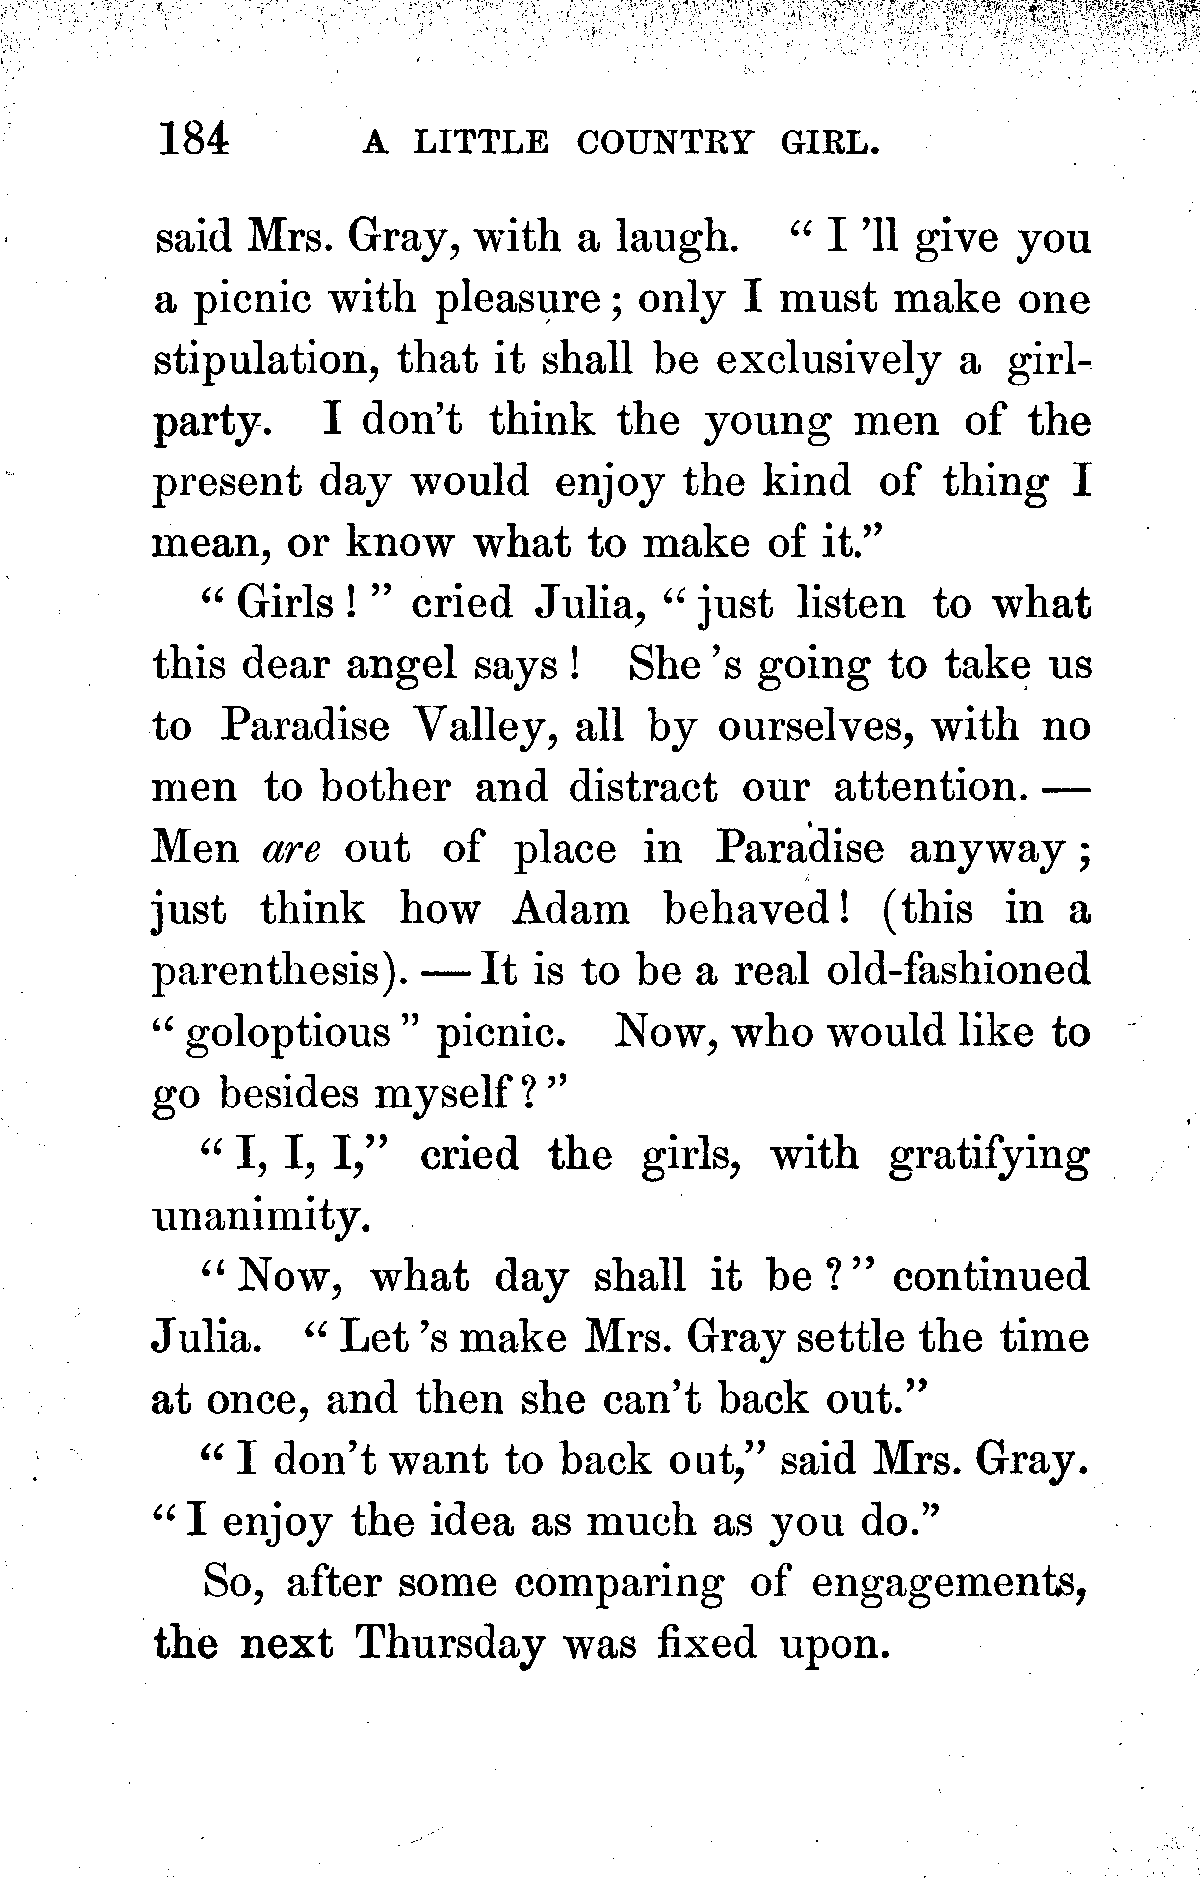 184 A LITTLE COUNTRY GIRL.
said Mrs. Gray, with a laugh. “ I ’ll give you
a picnic with pleasure ; only I must make one
stipulation, that it shall be exclusively a girl-
party. I don’t think the young men of the
present day would enjoy the kind of thing I
mean, or know what to make of it.”
“ Girls ! ” cried Julia, “ just listen to what
this dear angel says ! She ’s going to take us
to Paradise Valley, all by ourselves, with no
men to bother and distract our attention. —
Men are out of place in Paradise anyway ;
just think how Adam behaved! (this in a
parenthesis). — It is to be a real old-fashioned
“ goloptious ” picnic. Now, who would like to
go besides myself ? ”
“ I, I, I,” cried the girls, with gratifying
unanimity.
“ Now, what day shall it be ? ” continued
Julia. “ Let ’s make Mrs. Gray settle the time
at once, and then she can’t back out.”
“ I don’t want to back out,” said Mrs. Gray.
“ I enjoy the idea as much as you do.”
So, after some comparing of engagements,
the next Thursday was fixed upon.